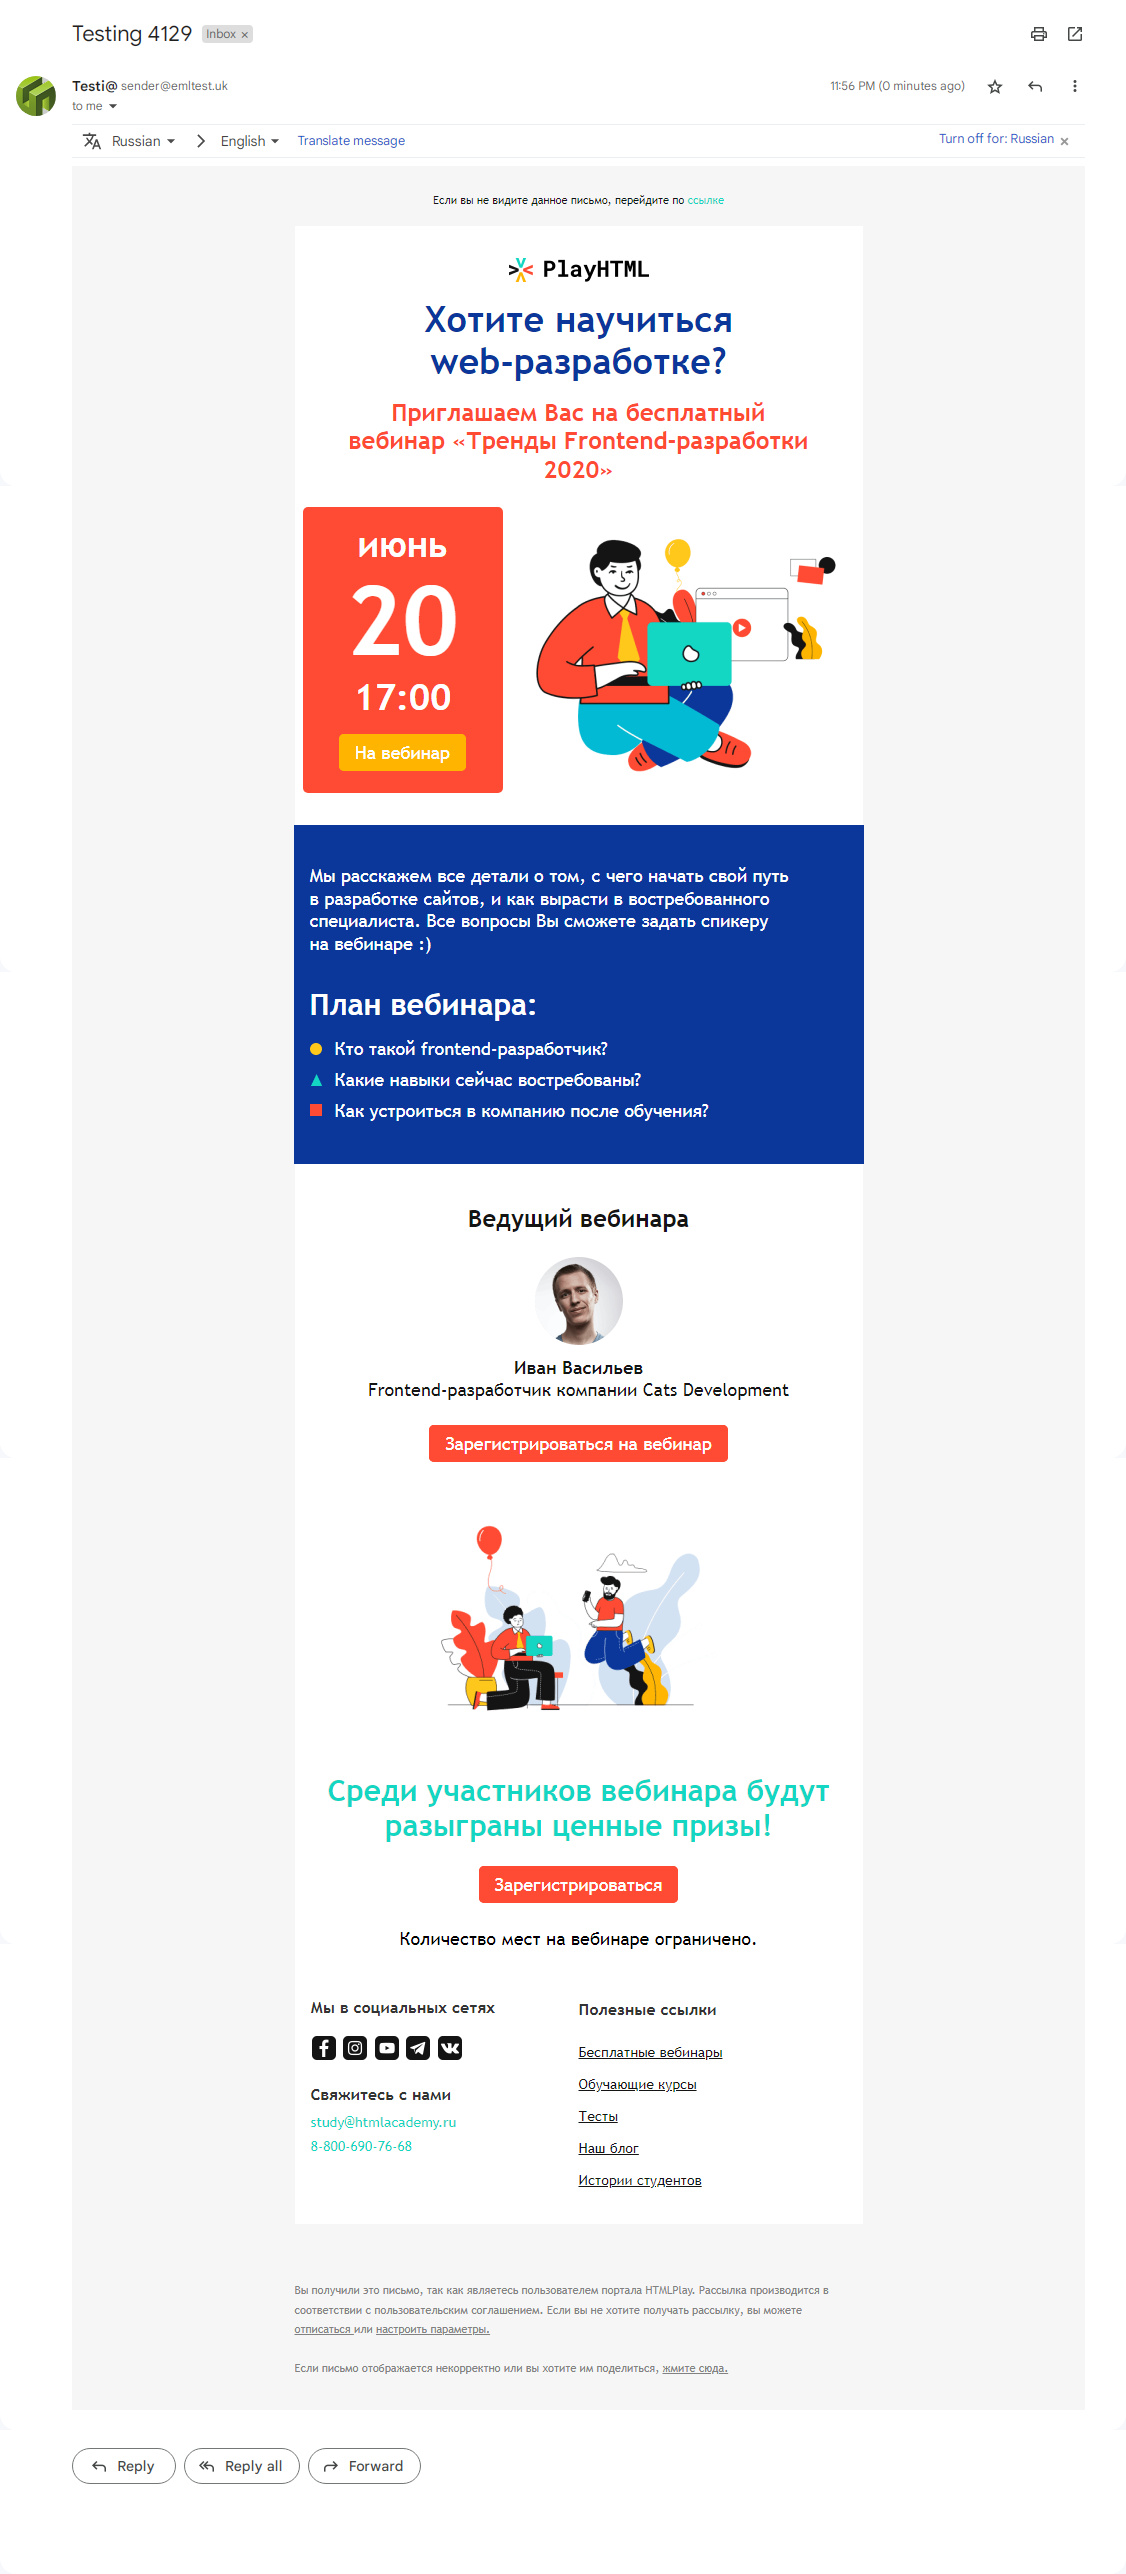 Testing 4129 Inbox ×
Testi@ sender@emltest.uk 11:56 PM (0 minutes ago)
to me
Russian > English Translate message Turn off for: Russian ×
Если вы не видите данное письмо, перейдите по ссылке
PlayHTML
Хотите научиться
web-разработке?
Приглашаем Вас на бесплатный
вебинар «Тренды Frontend-разработки
2020»
июнь
20
17:00
На вебинар
Мы расскажем все детали о том, с чего начать свой путь
в разработке сайтов, и как вырасти в востребованного
специалиста. Все вопросы Вы сможете задать спикеру
на вебинаре :)
План вебинара:
Кто такой frontend-разработчик?
Какие навыки сейчас востребованы?
Как устроиться в компанию после обучения?
Ведущий вебинара
Иван Васильев
Frontend-разработчик компании Cats Development
Зарегистрироваться на вебинар
Среди участников вебинара будут
разыграны ценные призы!
Зарегистрироваться
Количество мест на вебинаре ограничено.
Мы в социальных сетях
Свяжитесь с нами
study@htmlacademy.ru
8-800-690-76-68
Полезные ссылки
Бесплатные вебинары
Обучающие курсы
Тесты
Наш блог
Истории студентов
Вы получили это письмо, так как являетесь пользователем портала HTMLPlay. Рассылка производится в
соответствии с пользовательским соглашением. Если вы не хотите получать рассылку, вы можете
отписаться или настроить параметры.
Если письмо отображается некорректно или вы хотите им поделиться, жмите сюда.
Reply Reply all Forward